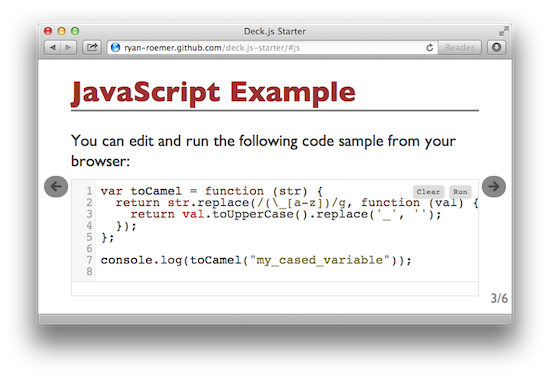 Deck.js Starter
ryan-roemer.github.com/deck.js-starter/#js
Reader
JavaScript Example
You can edit and run the following code sample from your
browser:
Clear Run
1 var toCamel = function (str) {
2 return str.replace(/(\_[a-z])/g, function (val) {
3 return val.toUpperCase().replace('_', '');
4 });
5 };
6
7 console.log(toCamel("my_cased_variable"));
8
3/6